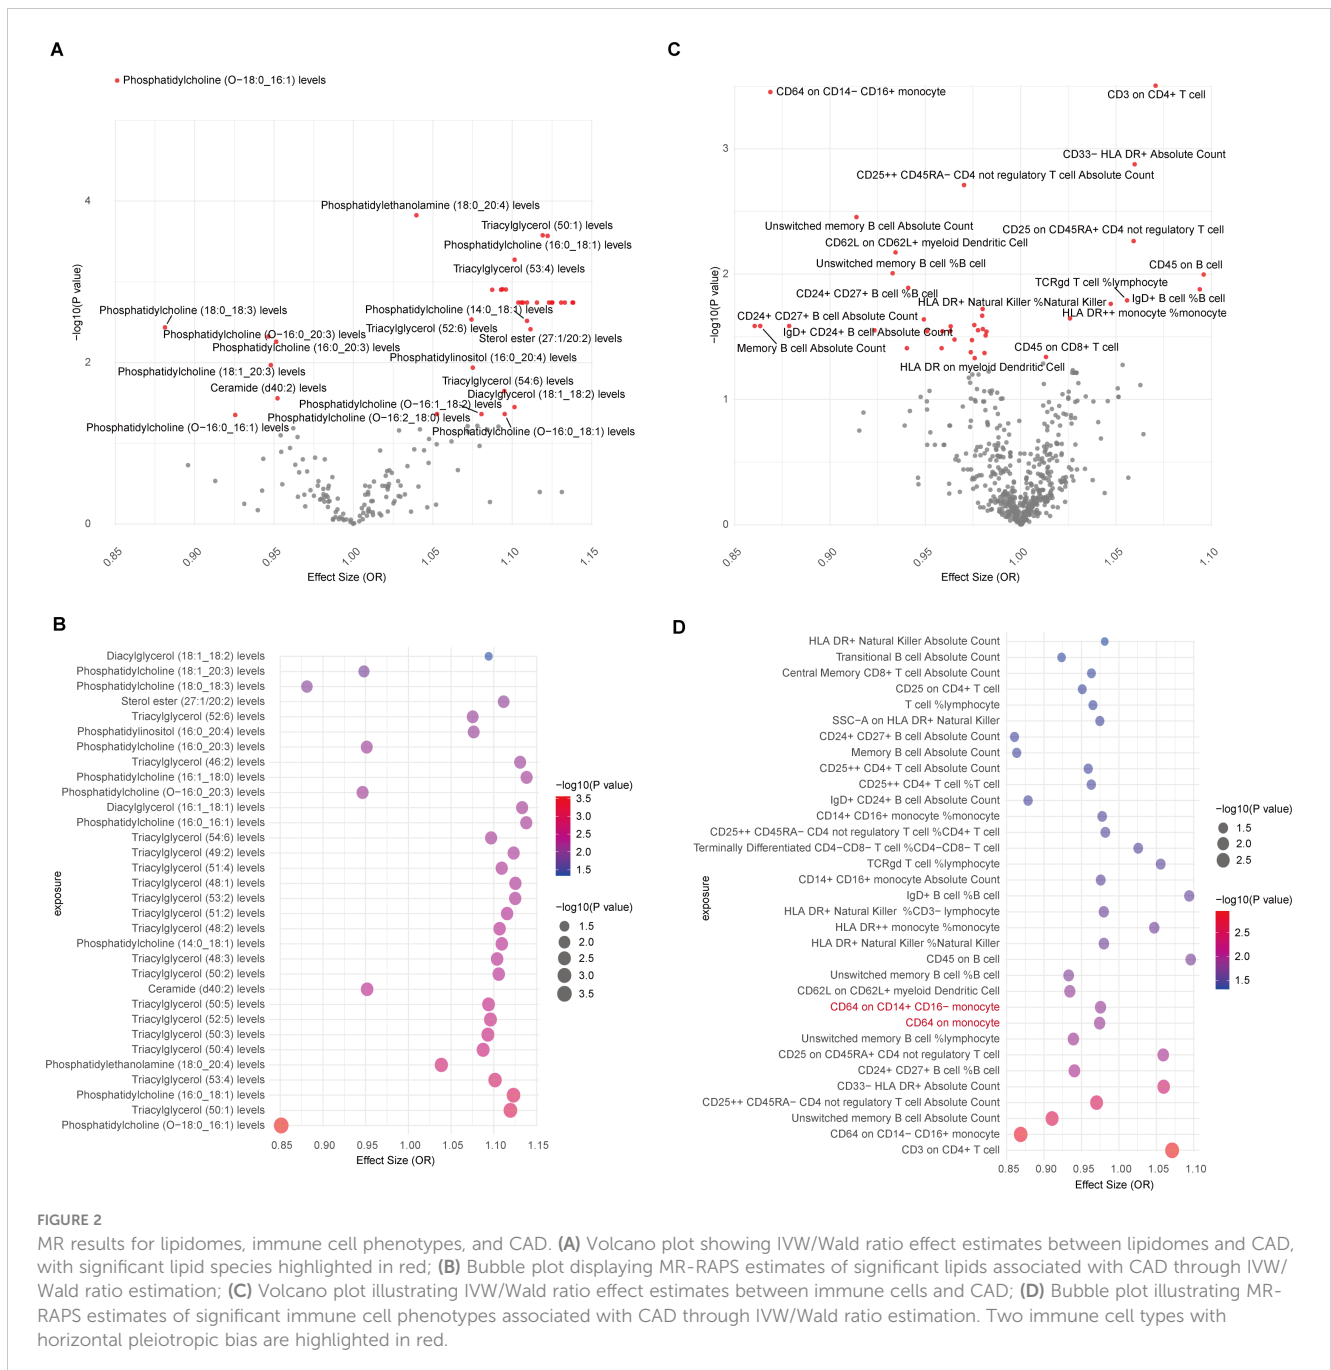 A
Phosphatidylcholine (O−18:0_16:1) levels
Phosphatidylethanolamine (18:0_20:4) levels
Triacylglycerol (50:1) levels
Phosphatidylcholine (16:0_18:1) levels
Triacylglycerol (53:4) levels
Phosphatidylcholine (18:0_18:3) levels
Phosphatidylcholine (14:0_18:1) levels
Phosphatidylcholine (O−16:0_20:3) levels
Triacylglycerol (52:6) levels
Sterol ester (27:1/20:2) levels
Phosphatidylcholine (16:0_20:3) levels
Phosphatidylinositol (16:0_20:4) levels
Phosphatidylcholine (18:1_20:3) levels
Triacylglycerol (54:6) levels
Ceramide (d40:2) levels
Diacylglycerol (18:1_18:2) levels
Phosphatidylcholine (O−16:1_18:2) levels
Phosphatidylcholine (O−16:2_18:0) levels
Phosphatidylcholine (O−16:0_16:1) levels
Phosphatidylcholine (O−16:0_18:1) levels
−log10(P value)
4
2
0
0.85
0.90
0.95
1.00
1.05
1.10
1.15
Effect Size (OR)
C
CD64 on CD14− CD16+ monocyte
CD3 on CD4+ T cell
CD33− HLA DR+ Absolute Count
CD25++ CD45RA− CD4 not regulatory T cell Absolute Count
Unswitched memory B cell Absolute Count
CD25 on CD45RA+ CD4 not regulatory T cell
CD62L on CD62L+ myeloid Dendritic Cell
Unswitched memory B cell %B cell
CD45 on B cell
TCRgd T cell %lymphocyte
CD24+ CD27+ B cell %B cell
HLA DR+ Natural Killer %Natural Killer
IgD+ B cell %B cell
CD24+ CD27+ B cell Absolute Count
HLA DR++ monocyte %monocyte
IgD+ CD24+ B cell Absolute Count
Memory B cell Absolute Count
CD45 on CD8+ T cell
HLA DR on myeloid Dendritic Cell
−log10(P value)
3
2
1
0
0.85
0.90
0.95
1.00
1.05
1.10
Effect Size (OR)
B
Diacylglycerol (18:1_18:2) levels
Phosphatidylcholine (18:1_20:3) levels
Phosphatidylcholine (18:0_18:3) levels
Sterol ester (27:1/20:2) levels
Triacylglycerol (52:6) levels
Phosphatidylinositol (16:0_20:4) levels
Phosphatidylcholine (16:0_20:3) levels
Triacylglycerol (46:2) levels
Phosphatidylcholine (16:1_18:0) levels
Phosphatidylcholine (O−16:0_20:3) levels
Diacylglycerol (16:1_18:1) levels
Phosphatidylcholine (16:0_16:1) levels
Triacylglycerol (54:6) levels
Triacylglycerol (49:2) levels
Triacylglycerol (51:4) levels
Triacylglycerol (48:1) levels
Triacylglycerol (53:2) levels
Triacylglycerol (51:2) levels
Triacylglycerol (48:2) levels
Phosphatidylcholine (14:0_18:1) levels
Triacylglycerol (48:3) levels
Triacylglycerol (50:2) levels
Ceramide (d40:2) levels
Triacylglycerol (50:5) levels
Triacylglycerol (52:5) levels
Triacylglycerol (50:3) levels
Triacylglycerol (50:4) levels
Phosphatidylethanolamine (18:0_20:4) levels
Triacylglycerol (53:4) levels
Phosphatidylcholine (16:0_18:1) levels
Triacylglycerol (50:1) levels
Phosphatidylcholine (O−18:0_16:1) levels
exposure
0.85
0.90
0.95
1.00
1.05
1.10
1.15
Effect Size (OR)
−log10(P value)
3.5
3.0
2.5
2.0
1.5
−log10(P value)
1.5
2.0
2.5
3.0
3.5
D
HLA DR+ Natural Killer Absolute Count
Transitional B cell Absolute Count
Central Memory CD8+ T cell Absolute Count
CD25 on CD4+ T cell
T cell %lymphocyte
SSC−A on HLA DR+ Natural Killer
CD24+ CD27+ B cell Absolute Count
Memory B cell Absolute Count
CD25++ CD4+ T cell Absolute Count
CD25++ CD4+ T cell %T cell
IgD+ CD24+ B cell Absolute Count
CD14+ CD16+ monocyte %monocyte
CD25++ CD45RA− CD4 not regulatory T cell %CD4+ T cell
Terminally Differentiated CD4−CD8− T cell %CD4−CD8− T cell
TCRgd T cell %lymphocyte
CD14+ CD16+ monocyte Absolute Count
IgD+ B cell %B cell
HLA DR+ Natural Killer %CD3− lymphocyte
HLA DR++ monocyte %monocyte
HLA DR+ Natural Killer %Natural Killer
CD45 on B cell
Unswitched memory B cell %B cell
CD62L on CD62L+ myeloid Dendritic Cell
CD64 on CD14+ CD16− monocyte
CD64 on monocyte
Unswitched memory B cell %lymphocyte
CD25 on CD45RA+ CD4 not regulatory T cell
CD24+ CD27+ B cell %B cell
CD33− HLA DR+ Absolute Count
CD25++ CD45RA− CD4 not regulatory T cell Absolute Count
Unswitched memory B cell Absolute Count
CD64 on CD14− CD16+ monocyte
CD3 on CD4+ T cell
exposure
0.85
0.90
0.95
1.00
1.05
1.10
Effect Size (OR)
−log10(P value)
1.5
2.0
2.5
−log10(P value)
2.5
2.0
1.5
FIGURE 2
MR results for lipidomes, immune cell phenotypes, and CAD. (A) Volcano plot showing IVW/Wald ratio effect estimates between lipidomes and CAD,
with significant lipid species highlighted in red; (B) Bubble plot displaying MR-RAPS estimates of significant lipids associated with CAD through IVW/
Wald ratio estimation; (C) Volcano plot illustrating IVW/Wald ratio effect estimates between immune cells and CAD; (D) Bubble plot illustrating MR-
RAPS estimates of significant immune cell phenotypes associated with CAD through IVW/Wald ratio estimation. Two immune cell types with
horizontal pleiotropic bias are highlighted in red.